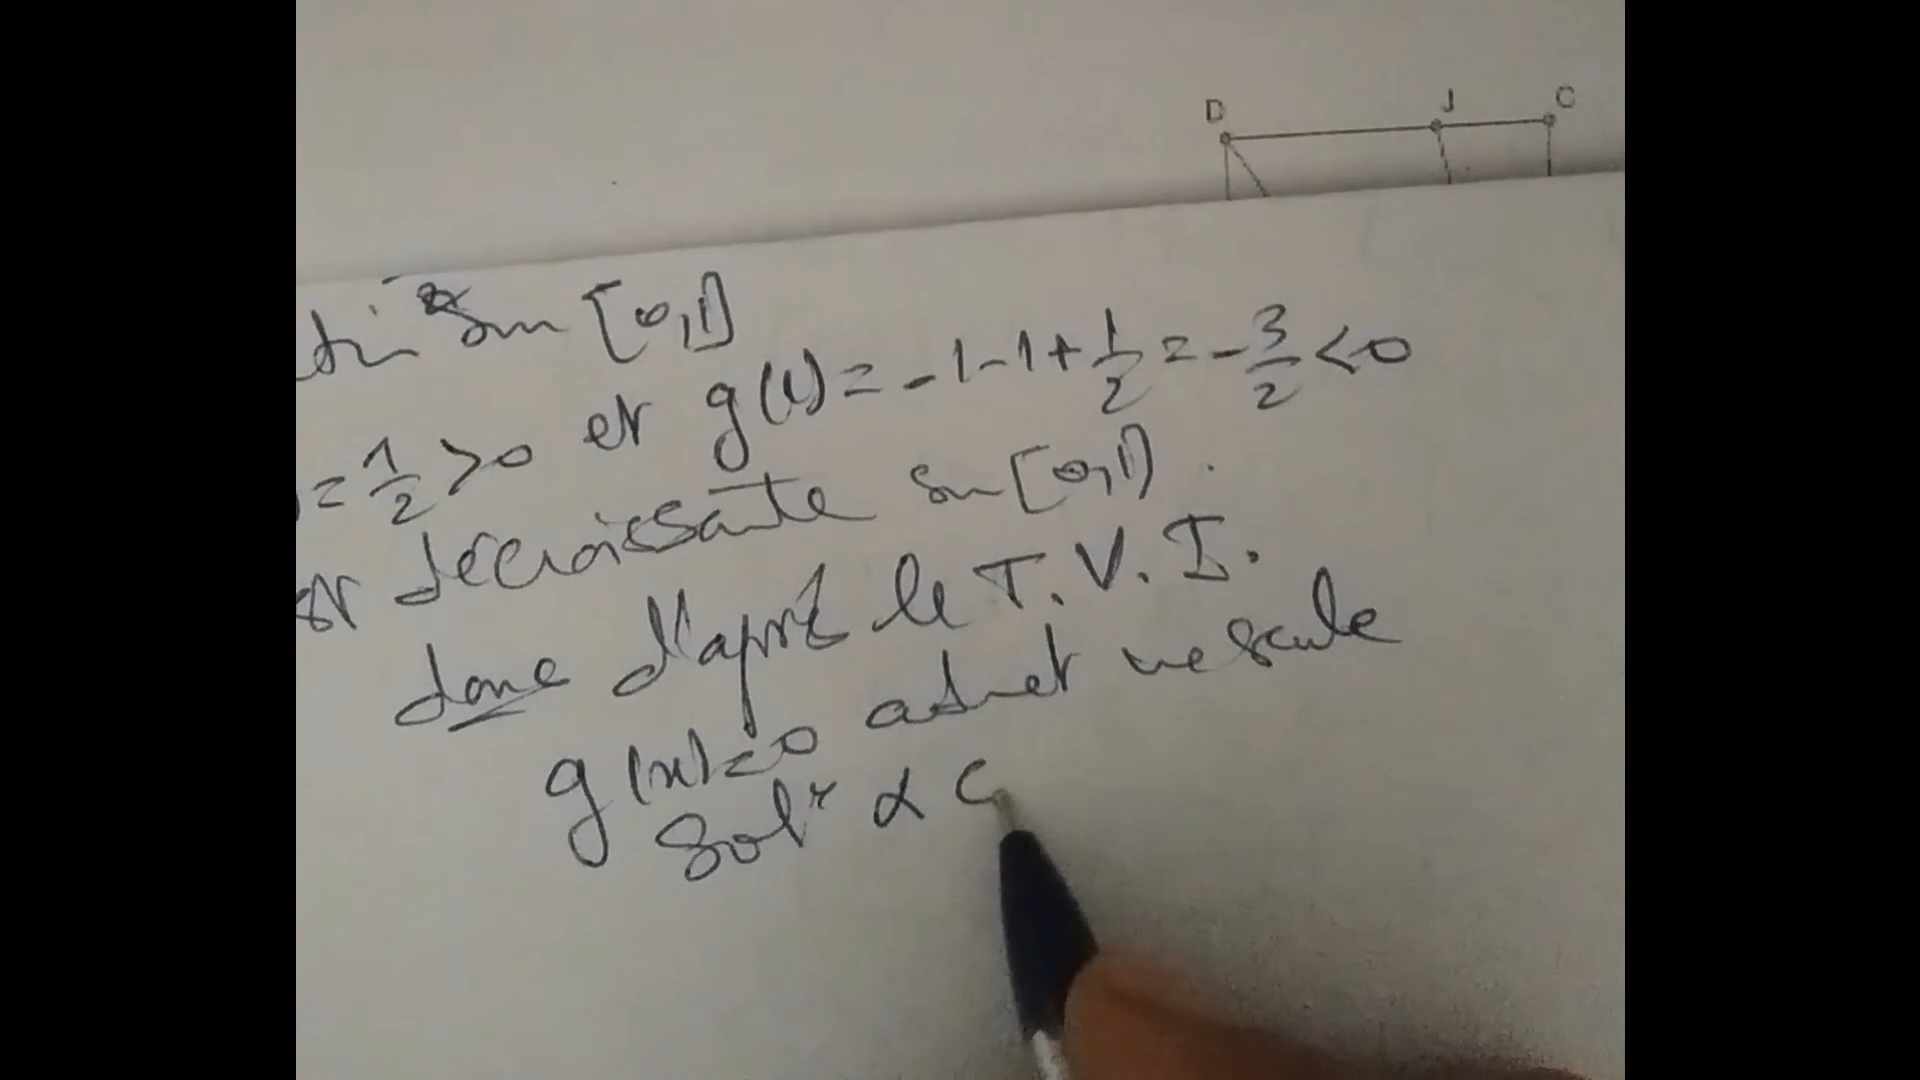 D J C
sur [0,1]
= 1/2 > 0 et g(1) = -1-1+1/2 = -3/2 < 0
décroissante sur [0,1].
donc d'après le T.V.I.
g(x)=0 admet une seule
solⁿ α